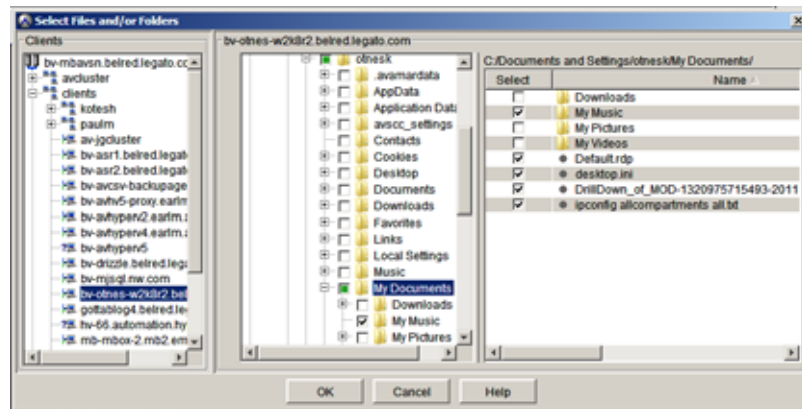 Select Files and/or Folders
Clients
bv-mbavsn.belred.legato.cc
avcluster
clients
kotesh
paulm
av-jgcluster
bv-asr1.belred.legat
bv-asr2.belred.legat
bv-avcsv-backupage
bv-avhv5-proxy.earlm.
bv-avhyperv2.earlm.
bv-avhyperv4.earlm.
bv-avhyperv5
bv-drizzle.belred.lega
bv-mjsql.nw.com
bv-otnes-w2k8r2.bel
gottablog4.belred.le
hv-66.automation.hy
mb-mbox-2.mb2.em
bv-otnes-w2k8r2.belred.legato.com
otnesk
.avamardata
AppData
Application Data
avscc_settings
Contacts
Cookies
Desktop
Documents
Downloads
Favorites
Links
Local Settings
Music
My Documents
Downloads
My Music
My Pictures
C:/Documents and Settings/otnesk/My Documents/
Select Name
Downloads
My Music
My Pictures
My Videos
Default.rdp
desktop.ini
DrillDown_of_MOD-1320975715493-2011
ipconfig allcompartments all.txt
OK Cancel Help